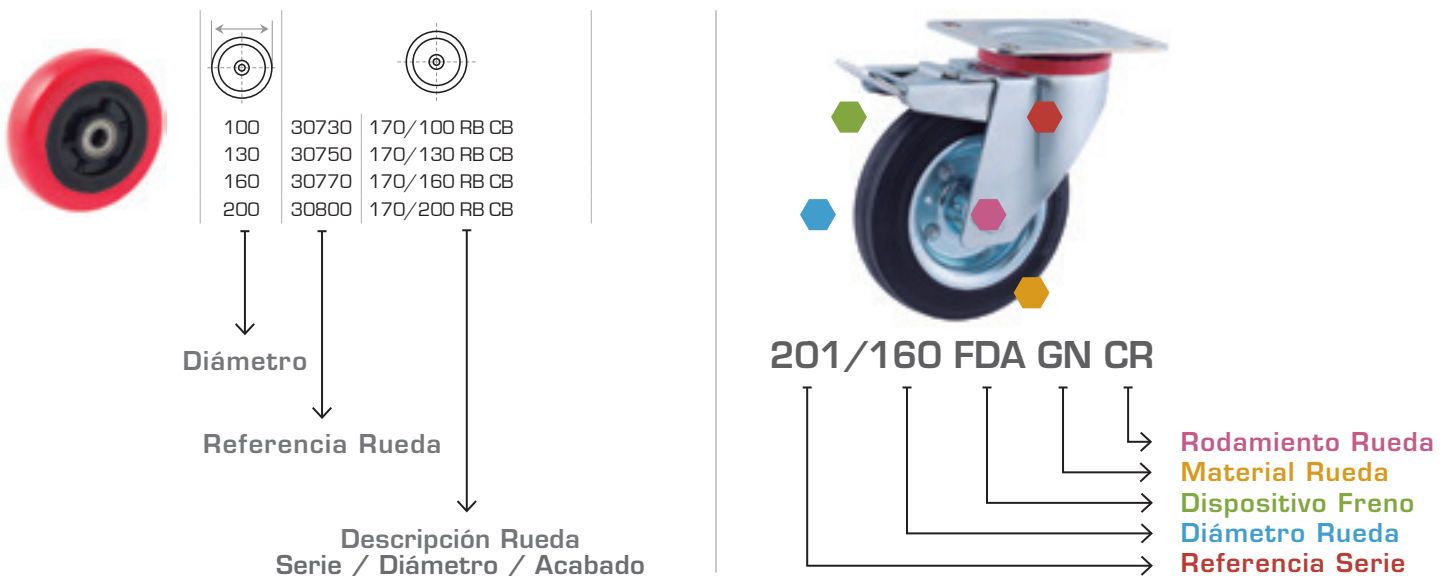 100 30730 170/100 RB CB
130 30750 170/130 RB CB
160 30770 170/160 RB CB
200 30800 170/200 RB CB
Diámetro
Referencia Rueda
Descripción Rueda
Serie / Diámetro / Acabado
201/160 FDA GN CR
Rodamiento Rueda
Material Rueda
Dispositivo Freno
Diámetro Rueda
Referencia Serie